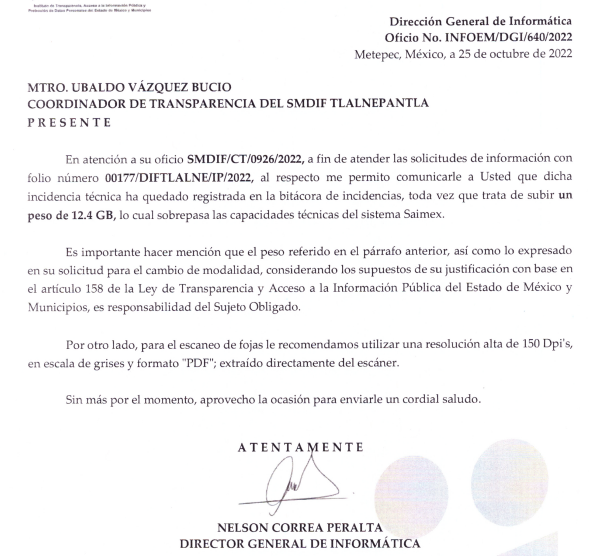 Instituto de Transparencia, Acceso a la Información Pública y
Protección de Datos Personales del Estado de México y Municipios
Dirección General de Informática
Oficio No. INFOEM/DGI/640/2022
Metepec, México, a 25 de octubre de 2022
MTRO. UBALDO VÁZQUEZ BUCIO
COORDINADOR DE TRANSPARENCIA DEL SMDIF TLALNEPANTLA
P R E S E N T E
En atención a su oficio SMDIF/CT/0926/2022, a fin de atender las solicitudes de información con
folio número 00177/DIFTLALNE/IP/2022, al respecto me permito comunicarle a Usted que dicha
incidencia técnica ha quedado registrada en la bitácora de incidencias, toda vez que trata de subir un
peso de 12.4 GB, lo cual sobrepasa las capacidades técnicas del sistema Saimex.
Es importante hacer mención que el peso referido en el párrafo anterior, así como lo expresado
en su solicitud para el cambio de modalidad, considerando los supuestos de su justificación con base en
el artículo 158 de la Ley de Transparencia y Acceso a la Información Pública del Estado de México y
Municipios, es responsabilidad del Sujeto Obligado.
Por otro lado, para el escaneo de fojas le recomendamos utilizar una resolución alta de 150 Dpi's,
en escala de grises y formato "PDF"; extraído directamente del escáner.
Sin más por el momento, aprovecho la ocasión para enviarle un cordial saludo.
A T E N T A M E N T E
NELSON CORREA PERALTA
DIRECTOR GENERAL DE INFORMÁTICA